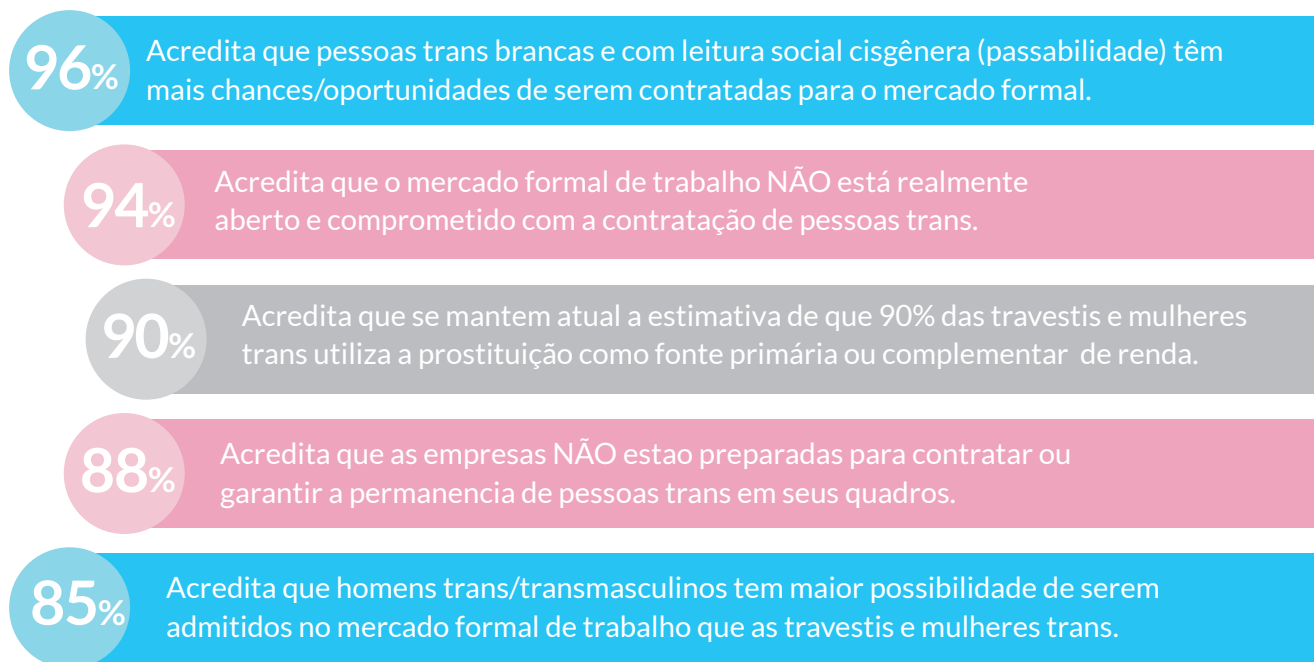 96%
Acredita que pessoas trans brancas e com leitura social cisgênera (passabilidade) têm
mais chances/oportunidades de serem contratadas para o mercado formal.
94%
Acredita que o mercado formal de trabalho NÃO está realmente
aberto e comprometido com a contratação de pessoas trans.
90%
Acredita que se mantem atual a estimativa de que 90% das travestis e mulheres
trans utiliza a prostituição como fonte primária ou complementar  de renda.
88%
Acredita que as empresas NÃO estao preparadas para contratar ou
garantir a permanencia de pessoas trans em seus quadros.
85%
Acredita que homens trans/transmasculinos tem maior possibilidade de serem
admitidos no mercado formal de trabalho que as travestis e mulheres trans.